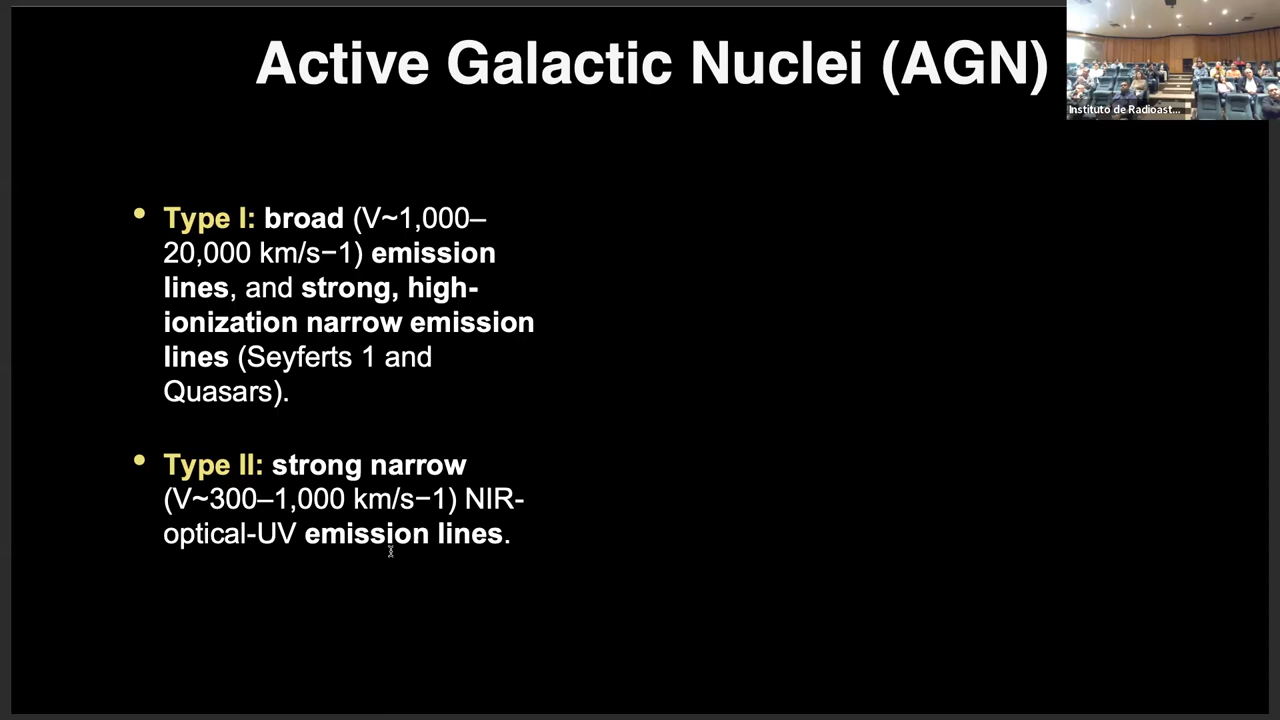 Active Galactic Nuclei (AGN)
Instituto de Radioast...
• Type I: broad (V~1,000–
20,000 km/s−1) emission
lines, and strong, high-
ionization narrow emission
lines (Seyferts 1 and
Quasars).
• Type II: strong narrow
(V~300–1,000 km/s−1) NIR-
optical-UV emission lines.